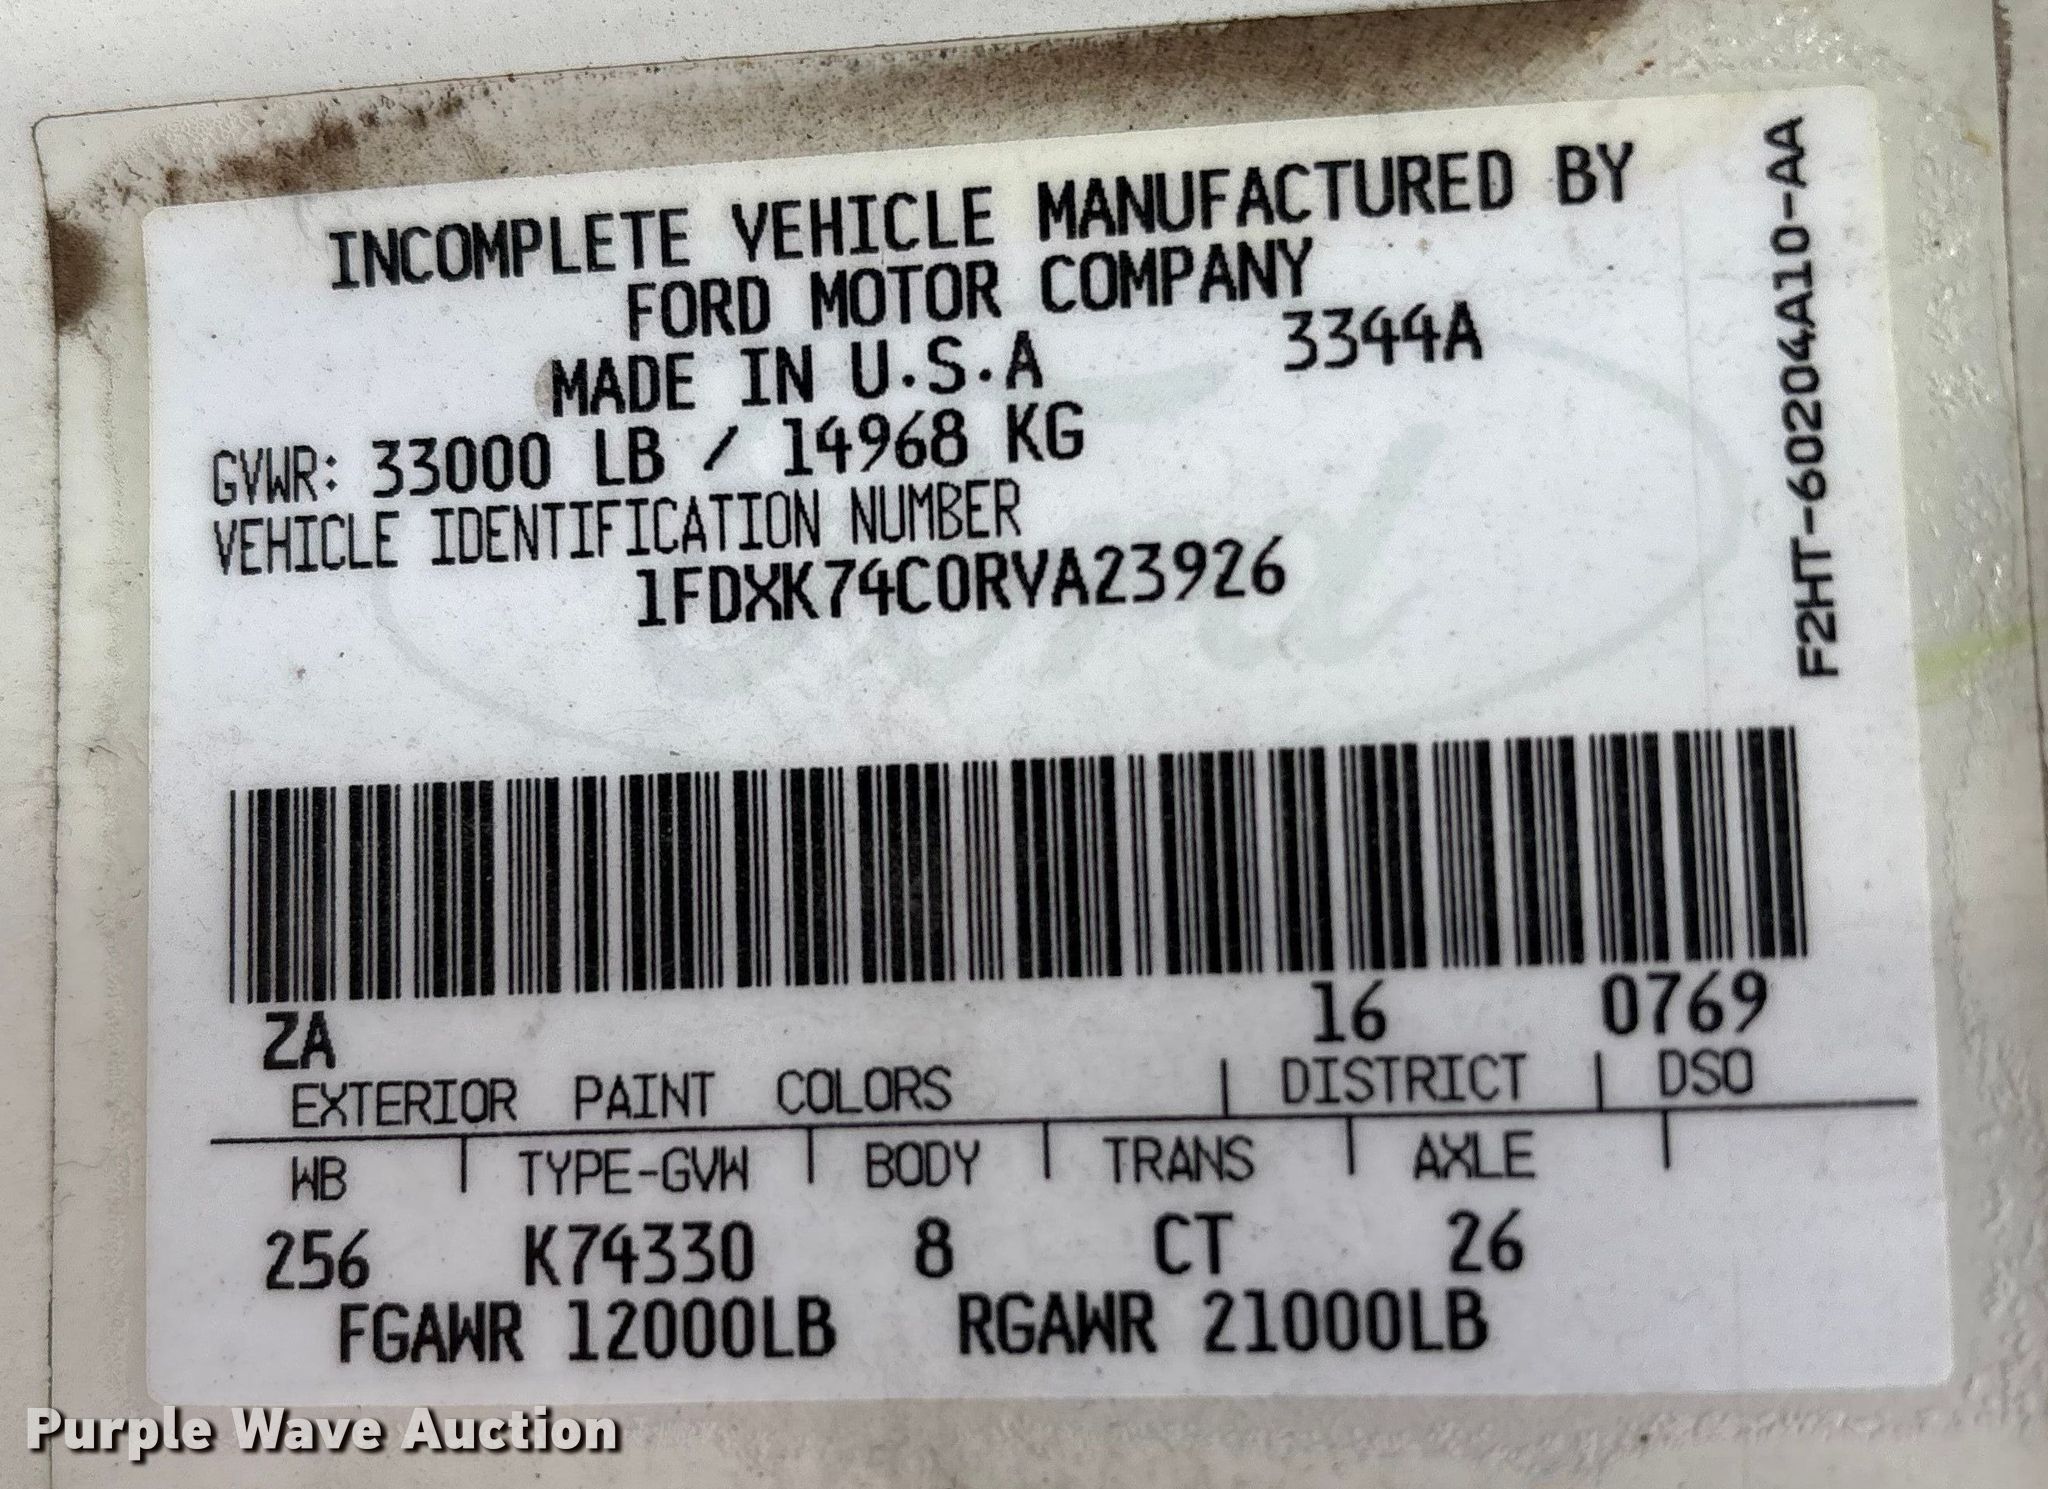 INCOMPLETE VEHICLE MANUFACTURED BY
FORD MOTOR COMPANY
MADE IN U.S.A 3344A
GVWR: 33000 LB / 14968 KG
VEHICLE IDENTIFICATION NUMBER
1FDXK74C0RVA23926
F2HT-60204A10-AA
Ford
ZA 16 0769
EXTERIOR PAINT COLORS | DISTRICT | DSO
WB | TYPE-GVW | BODY | TRANS | AXLE |
256 K74330 8 CT 26
FGAWR 12000LB RGAWR 21000LB
Purple Wave Auction